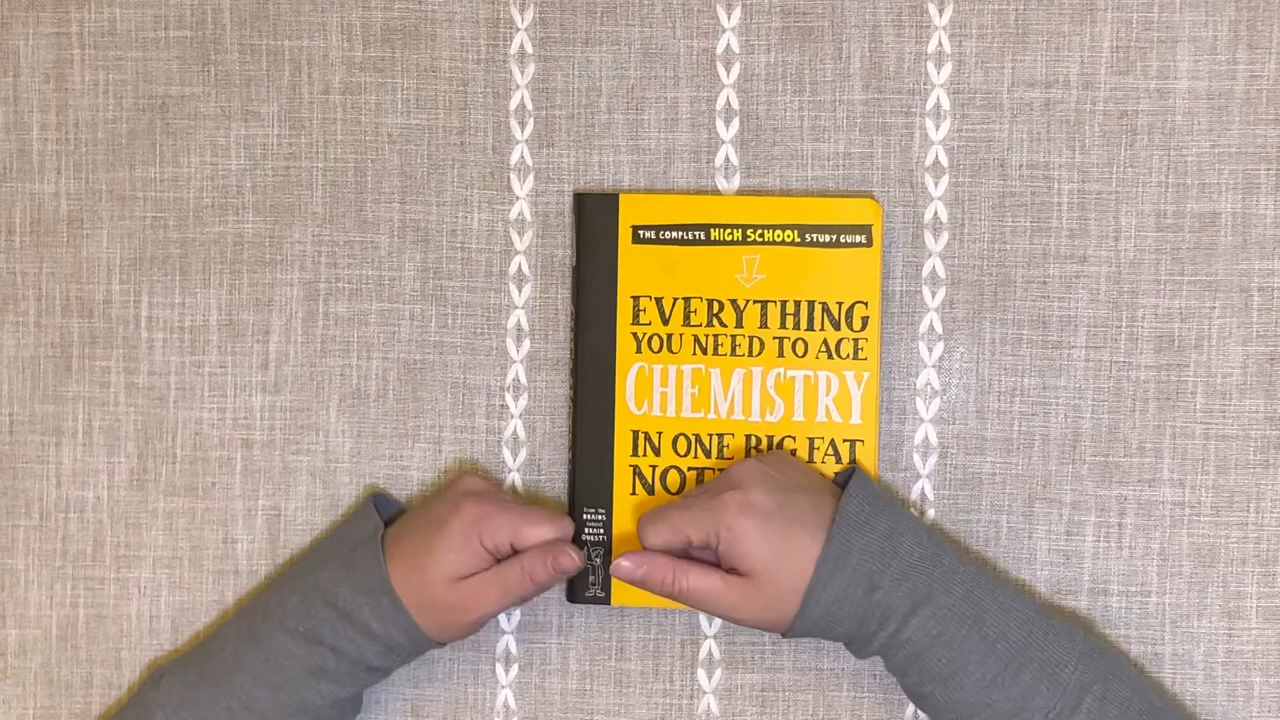 THE COMPLETE HIGH SCHOOL STUDY GUIDE
EVERYTHING
YOU NEED TO ACE
CHEMISTRY
IN ONE BIG FAT
From the
BRAINS
behind
BRAIN
QUEST!